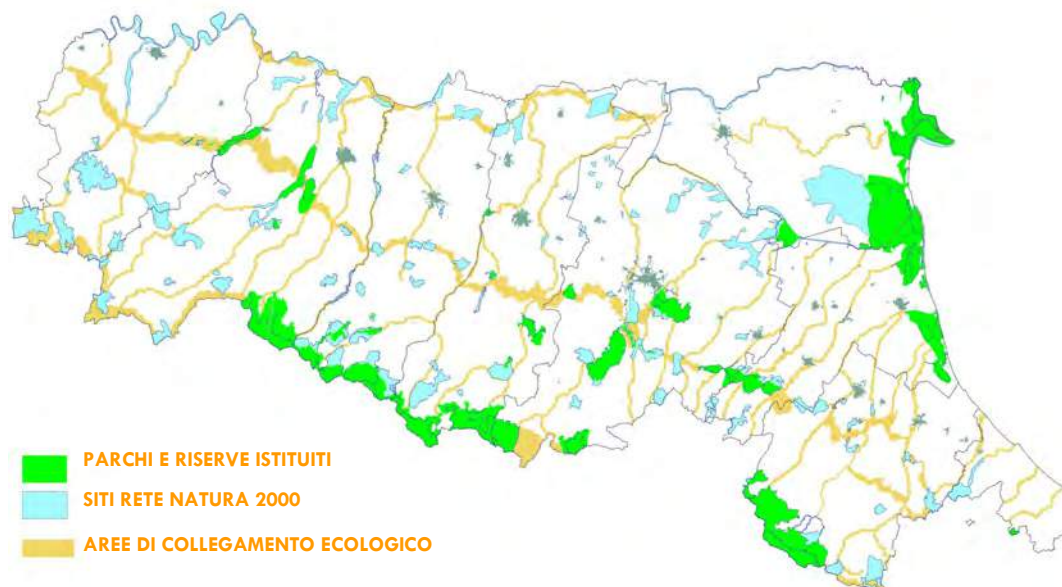 PARCHI E RISERVE ISTITUITI
SITI RETE NATURA 2000
AREE DI COLLEGAMENTO ECOLOGICO